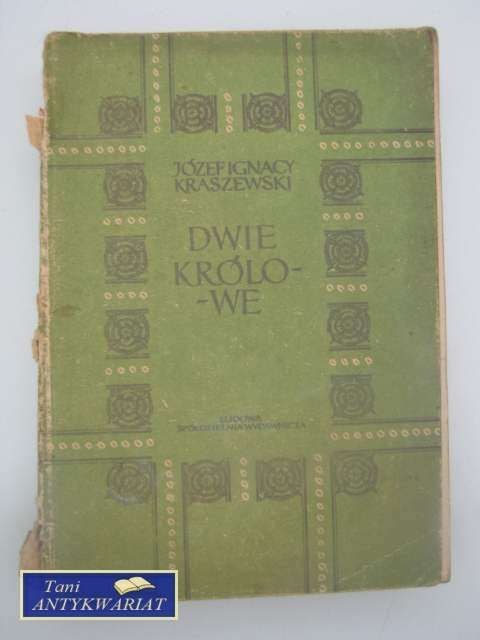 JÓZEF IGNACY
KRASZEWSKI
DWIE
KRÓLO-
-WE
LUDOWA
SPÓŁDZIELNIA WYDAWNICZA
Tani
ANTYKWARIAT